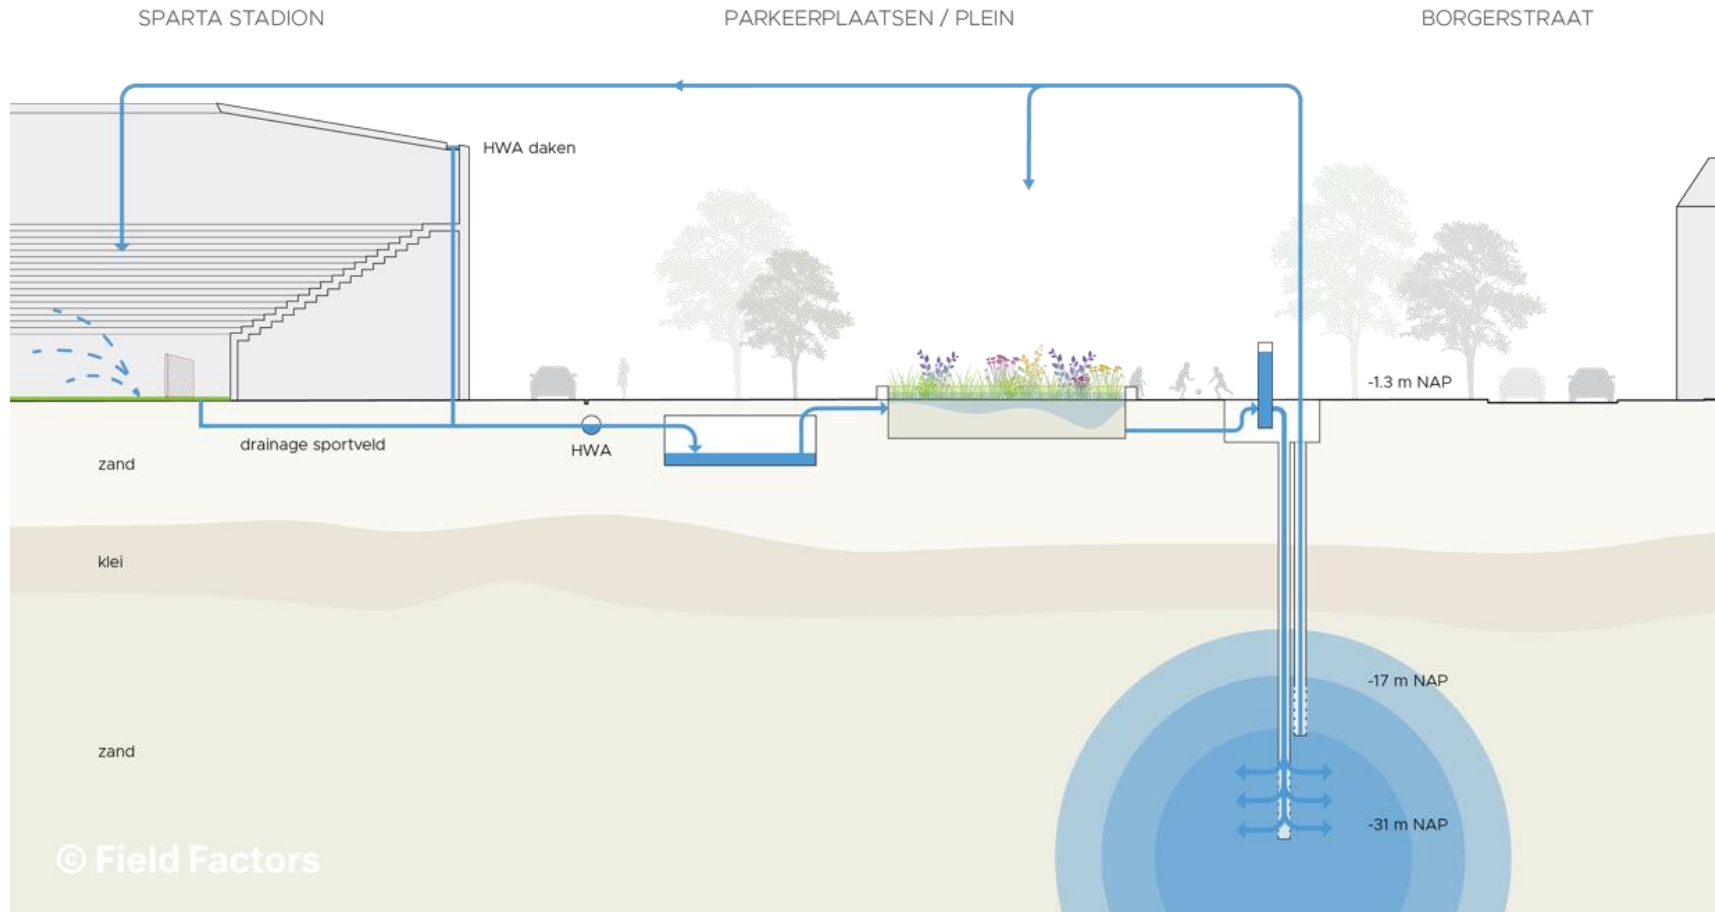 SPARTA STADION
PARKEERPLAATSEN / PLEIN
BORGERSTRAAT
HWA daken
-1.3 m NAP
drainage sportveld
HWA
zand
klei
-17 m NAP
zand
-31 m NAP
© Field Factors